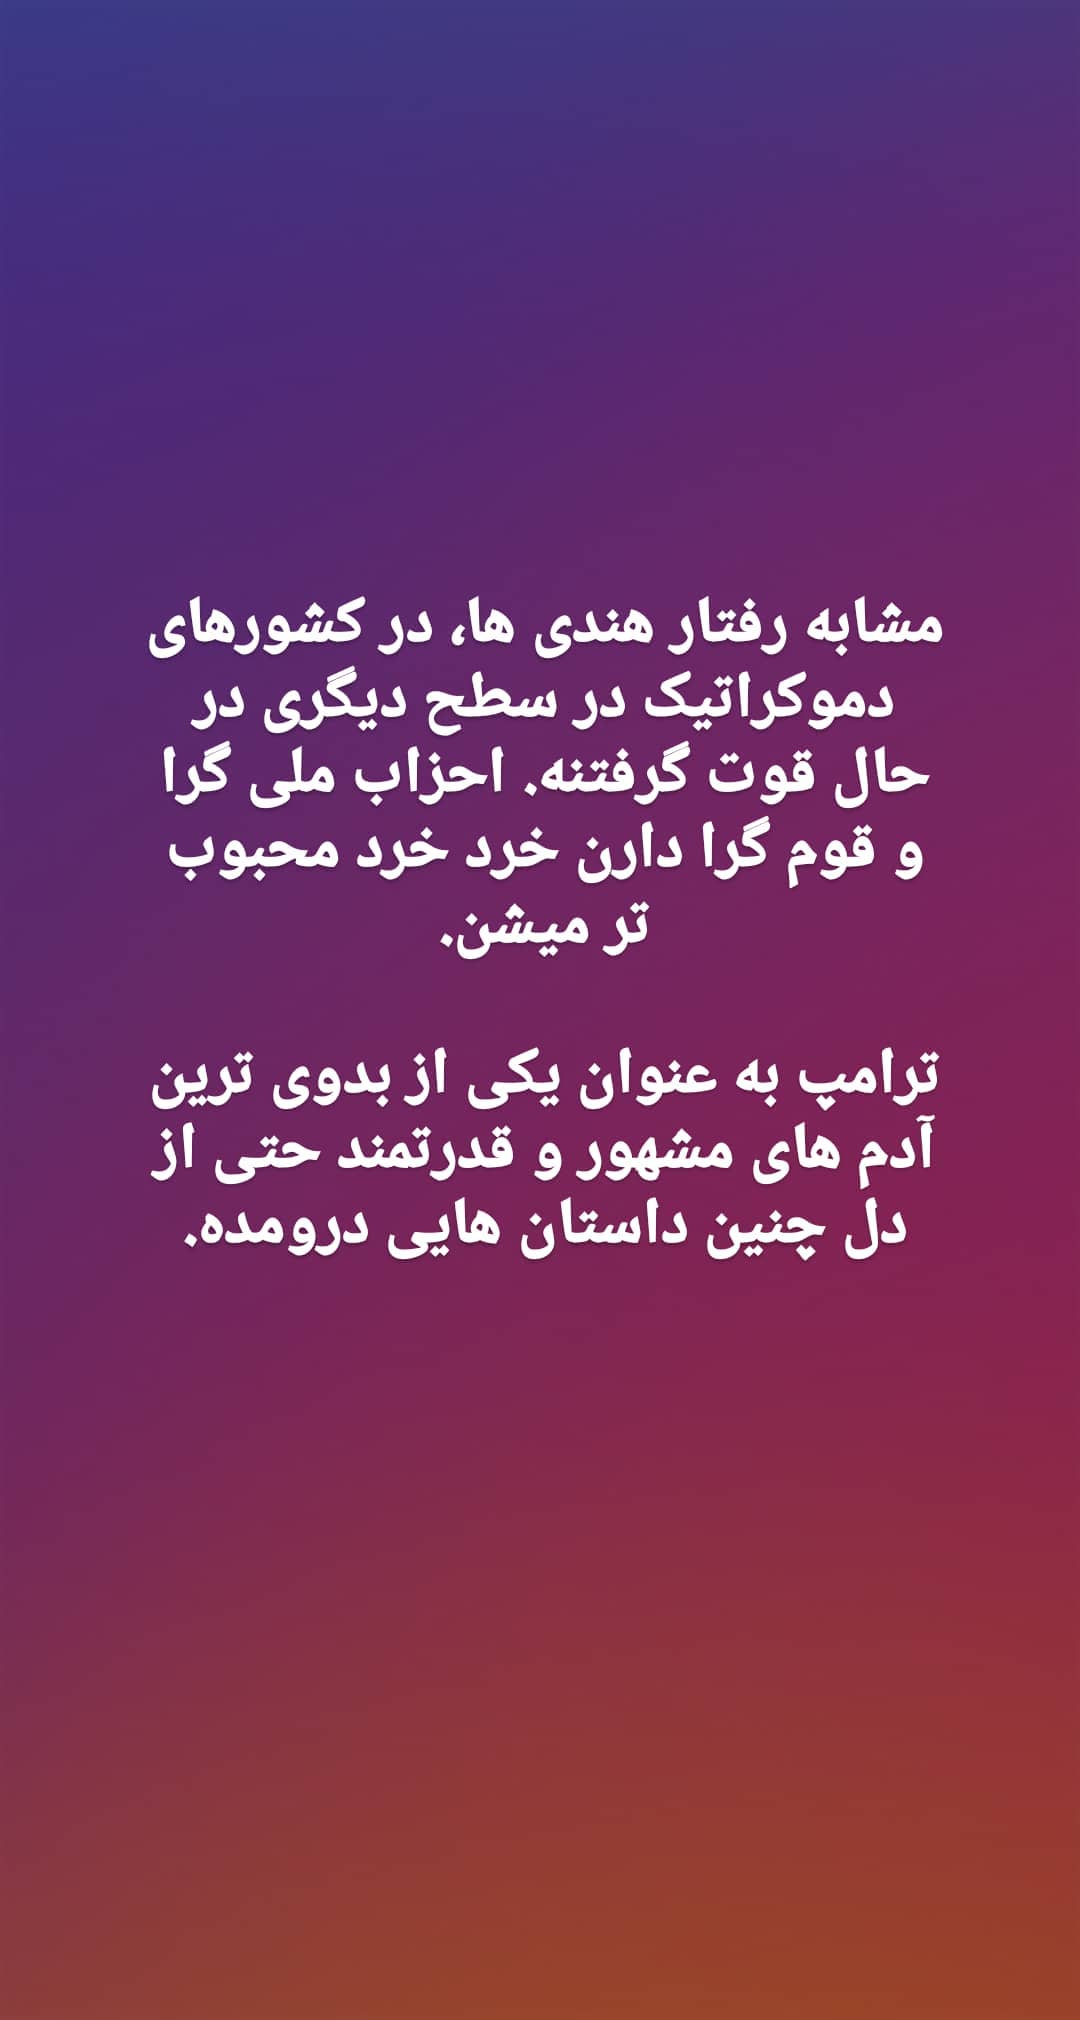 مشابه رفتار هندی ها، در کشورهای
دموکراتیک در سطح دیگری در
حال قوت گرفتنه. احزاب ملی گرا
و قوم گرا دارن خرد خرد محبوب
تر میشن.
ترامپ به عنوان یکی از بدوی ترین
آدم های مشهور و قدرتمند حتی از
دل چنین داستان هایی درومده.